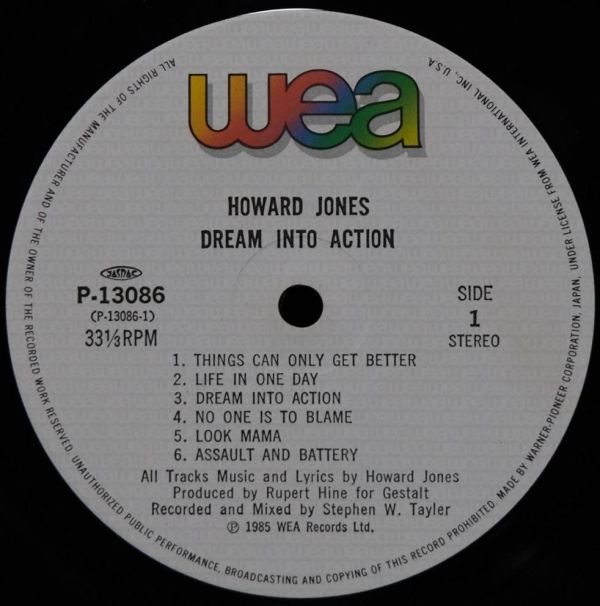 wea
HOWARD JONES
DREAM INTO ACTION
JASRAC
P-13086
(P-13086-1)
33⅓RPM
SIDE
1
STEREO
1. THINGS CAN ONLY GET BETTER
2. LIFE IN ONE DAY
3. DREAM INTO ACTION
4. NO ONE IS TO BLAME
5. LOOK MAMA
6. ASSAULT AND BATTERY
All Tracks Music and Lyrics by Howard Jones
Produced by Rupert Hine for Gestalt
Recorded and Mixed by Stephen W. Tayler
℗ 1985 WEA Records Ltd.
ALL RIGHTS OF THE MANUFACTURER AND OF THE OWNER OF THE RECORDED WORK RESERVED. UNAUTHORIZED PUBLIC PERFORMANCE, BROADCASTING AND COPYING OF THIS RECORD PROHIBITED. MADE BY WARNER-PIONEER CORPORATION, JAPAN, UNDER LICENSE FROM WEA INTERNATIONAL INC., U.S.A